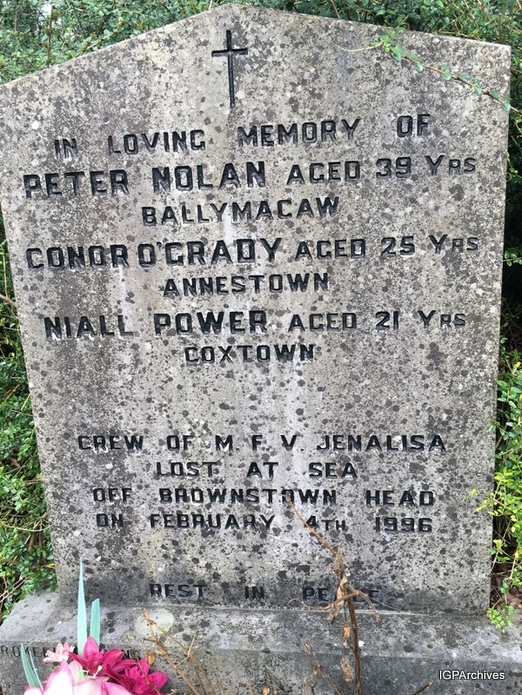 IN LOVING MEMORY OF
PETER NOLAN AGED 39 YRS
BALLYMACAW
CONOR O'GRADY AGED 25 YRS
ANNESTOWN
NIALL POWER AGED 21 YRS
COXTOWN
CREW OF M.F.V. JENALISA
LOST AT SEA
OFF BROWNSTOWN HEAD
ON FEBRUARY 4TH 1996
REST IN PEACE
IGPArchives